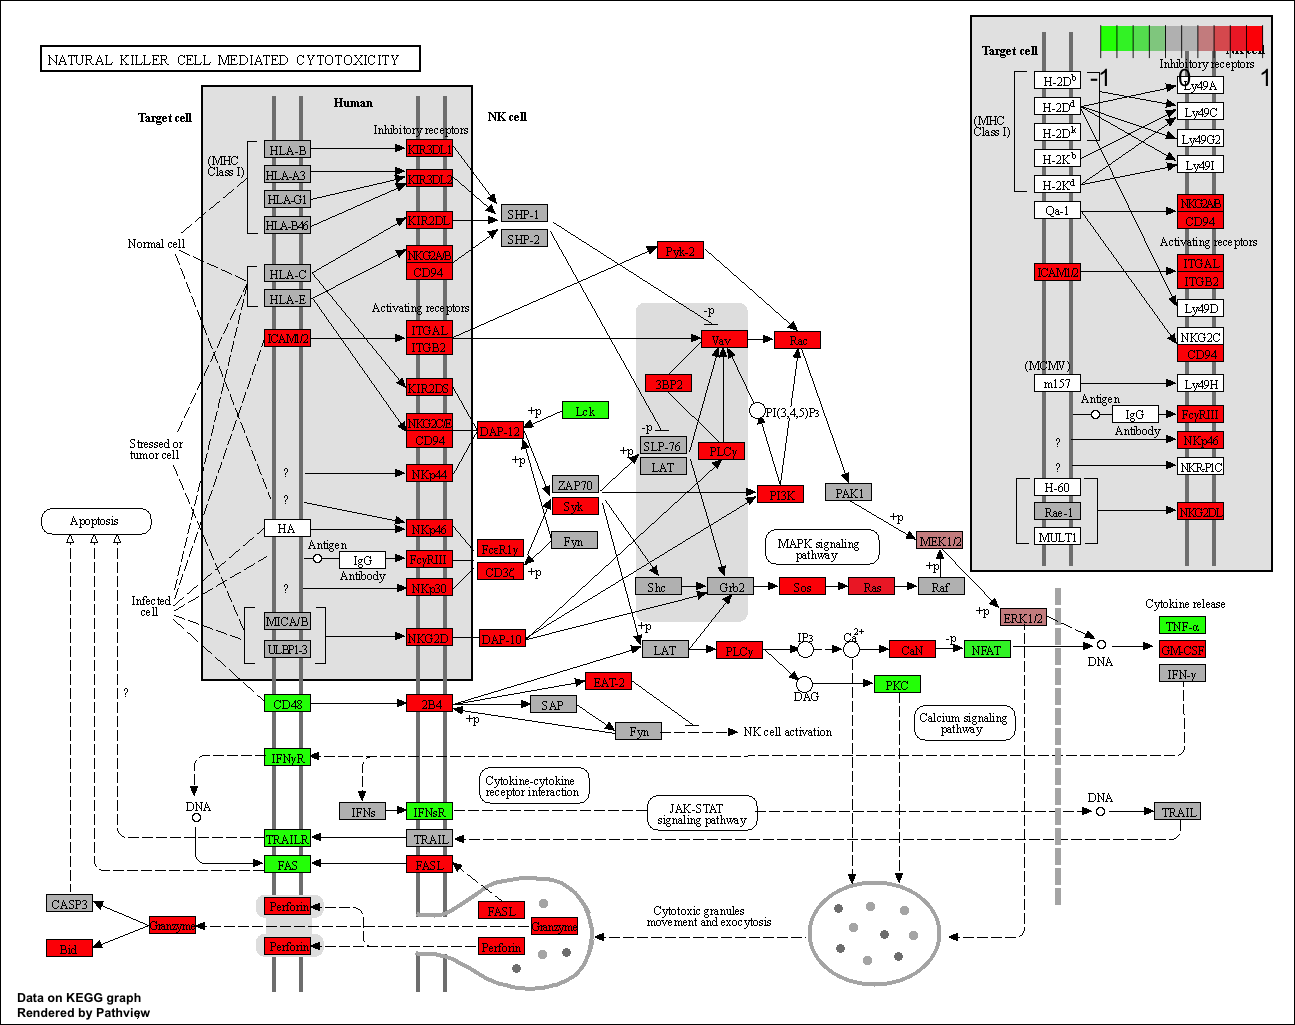 NATURAL KILLER CELL MEDIATED CYTOTOXICITY
Human
Target cell
NK cell
Inhibitory receptors
(MHC
Class I)
HLA-B
KIR3DL1
HLA-A3
KIR3DL2
HLA-G1
HLA-B46
KIR2DL
SHP-1
SHP-2
Normal cell
NKG2A/B
CD94
HLA-C
HLA-E
Pyk-2
Activating receptors
ICAM1/2
ITGAL
ITGB2
-p
Vav
Rac
KIR2DS
3BP2
Lck
+p
PI(3,4,5)P3
NKG2C/E
CD94
DAP-12
-p
SLP-76
LAT
PLCγ
+p
+p
Stressed or
tumor cell
?
NKp44
ZAP70
Syk
Fyn
PI3K
PAK1
+p
?
Apoptosis
HA
NKp46
Antigen
IgG
Antibody
FcγRIII
FcεR1γ
CD3ζ
+p
MAPK signaling
pathway
MEK1/2
+p
?
NKp30
Shc
Grb2
Sos
Ras
Raf
Infected
cell
MICA/B
ULBP1-3
NKG2D
DAP-10
+p
+p
ERK1/2
Cytokine release
TNF-α
GM-CSF
IFN-γ
LAT
PLCγ
IP3
Ca2+
CaN
-p
NFAT
DNA
DAG
PKC
?
CD48
2B4
+p
EAT-2
SAP
Fyn
NK cell activation
Calcium signaling
pathway
IFNγR
DNA
Cytokine-cytokine
receptor interaction
IFNs
IFNsR
JAK-STAT
signaling pathway
DNA
TRAIL
TRAILR
TRAIL
FAS
FASL
CASP3
Bid
Granzyme
Perforin
Perforin
FASL
Granzyme
Perforin
Cytotoxic granules
movement and exocytosis
Target cell
NK cell
-1
0
1
Inhibitory receptors
(MHC
Class I)
H-2Db
Ly49A
H-2Dd
Ly49C
H-2Dk
Ly49G2
H-2Kb
Ly49I
H-2Kd
Qa-1
NKG2A/B
CD94
Activating receptors
ICAM1/2
ITGAL
ITGB2
Ly49D
NKG2C
CD94
(MCMV)
m157
Ly49H
Antigen
IgG
Antibody
FcγRIII
?
NKp46
?
NKR-P1C
H-60
Rae-1
MULT1
NKG2DL
Data on KEGG graph
Rendered by Pathview